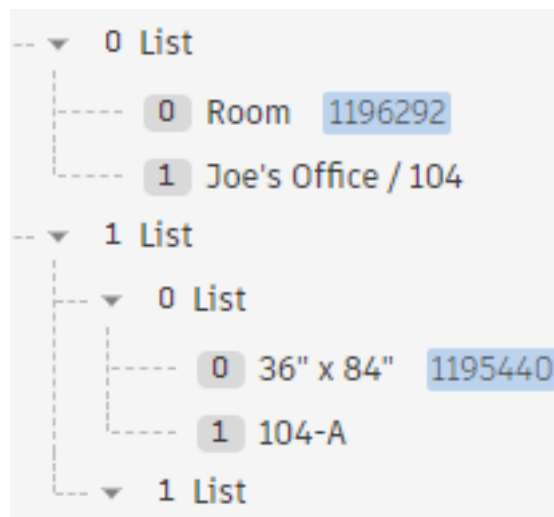 0 List
0 Room 1196292
1 Joe's Office / 104
1 List
0 List
0 36" x 84" 1195440
1 104-A
1 List